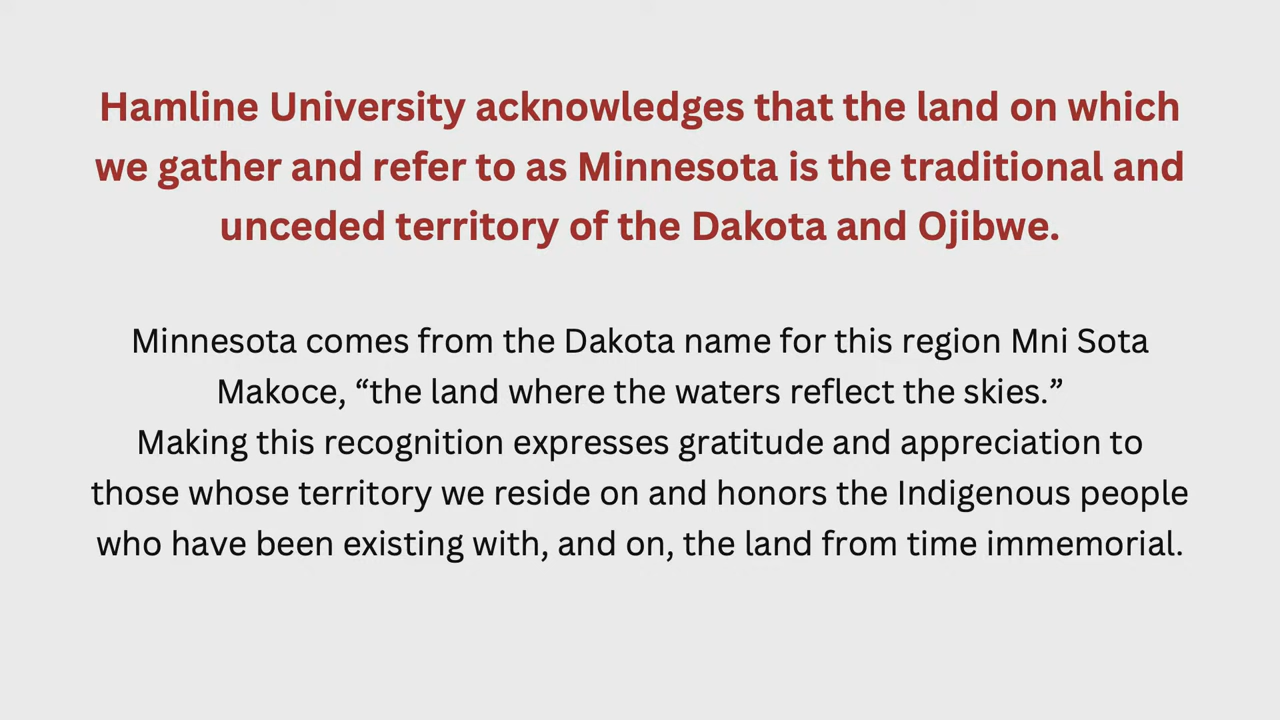 Hamline University acknowledges that the land on which
we gather and refer to as Minnesota is the traditional and
unceded territory of the Dakota and Ojibwe.
Minnesota comes from the Dakota name for this region Mni Sota
Makoce, “the land where the waters reflect the skies.”
Making this recognition expresses gratitude and appreciation to
those whose territory we reside on and honors the Indigenous people
who have been existing with, and on, the land from time immemorial.